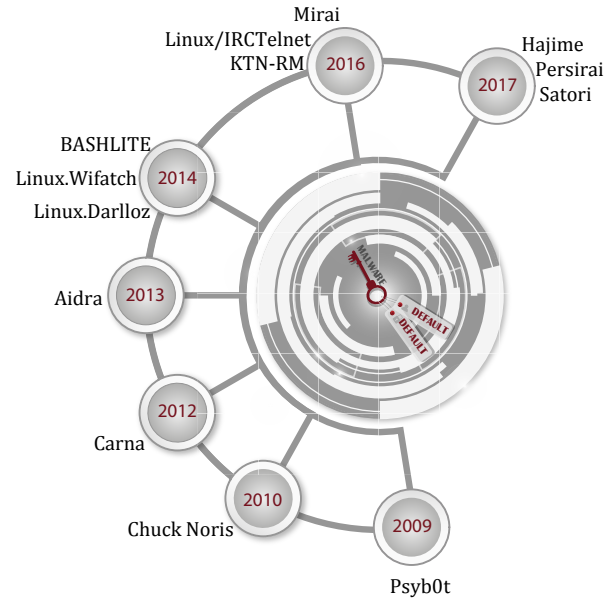 Mirai
Linux/IRCTelnet
KTN-RM
2016
Hajime
Persirai
Satori
2017
BASHLITE
Linux.Wifatch
Linux.Darlloz
2014
Aidra
2013
Carna
2012
Chuck Noris
2010
Psyb0t
2009
MALWARE
DEFAULT
DEFAULT